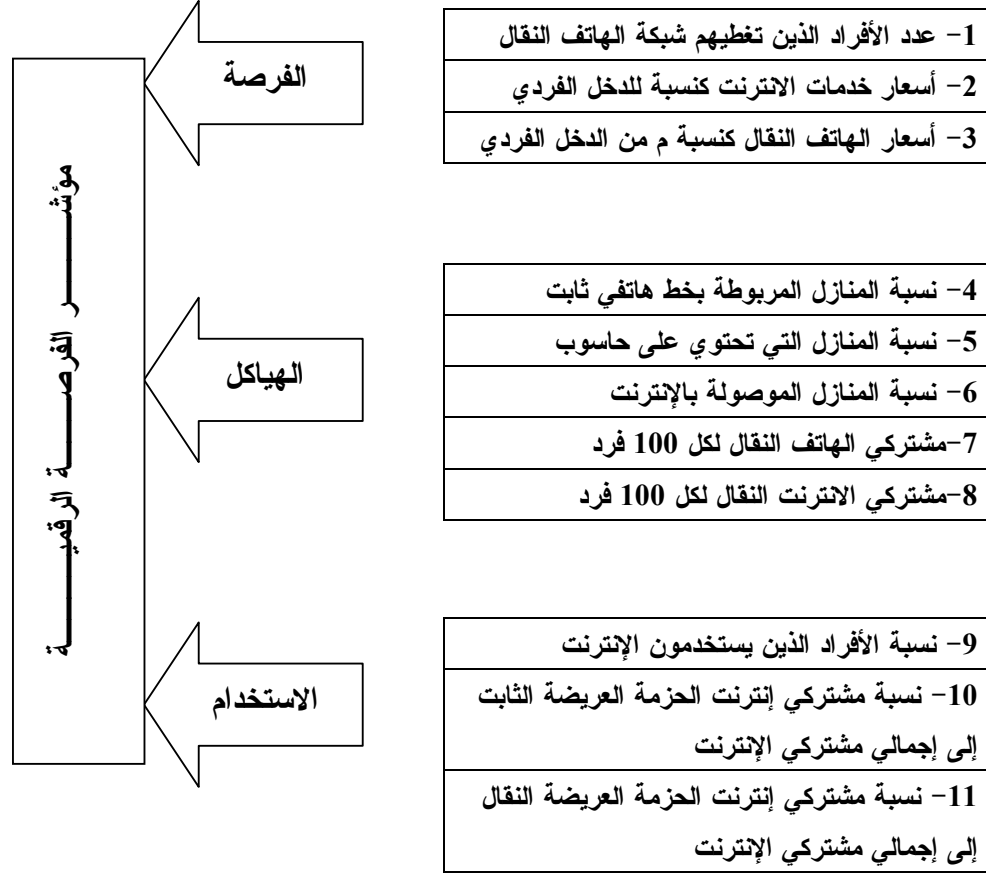 1- عدد الأفراد الذين تغطيهم شبكة الهاتف النقال
2- أسعار خدمات الانترنت كنسبة للدخل الفردي
3- أسعار الهاتف النقال كنسبة م من الدخل الفردي
الفرصة
4- نسبة المنازل المربوطة بخط هاتفي ثابت
5- نسبة المنازل التي تحتوي على حاسوب
6- نسبة المنازل الموصولة بالإنترنت
7-مشتركي الهاتف النقال لكل 100 فرد
8-مشتركي الانترنت النقال لكل 100 فرد
الهياكل
9- نسبة الأفراد الذين يستخدمون الإنترنت
10- نسبة مشتركي إنترنت الحزمة العريضة الثابت
إلى إجمالي مشتركي الإنترنت
11- نسبة مشتركي إنترنت الحزمة العريضة النقال
إلى إجمالي مشتركي الإنترنت
الاستخدام
مؤشـــــــر الفرصـــــــة الرقميـــــــة